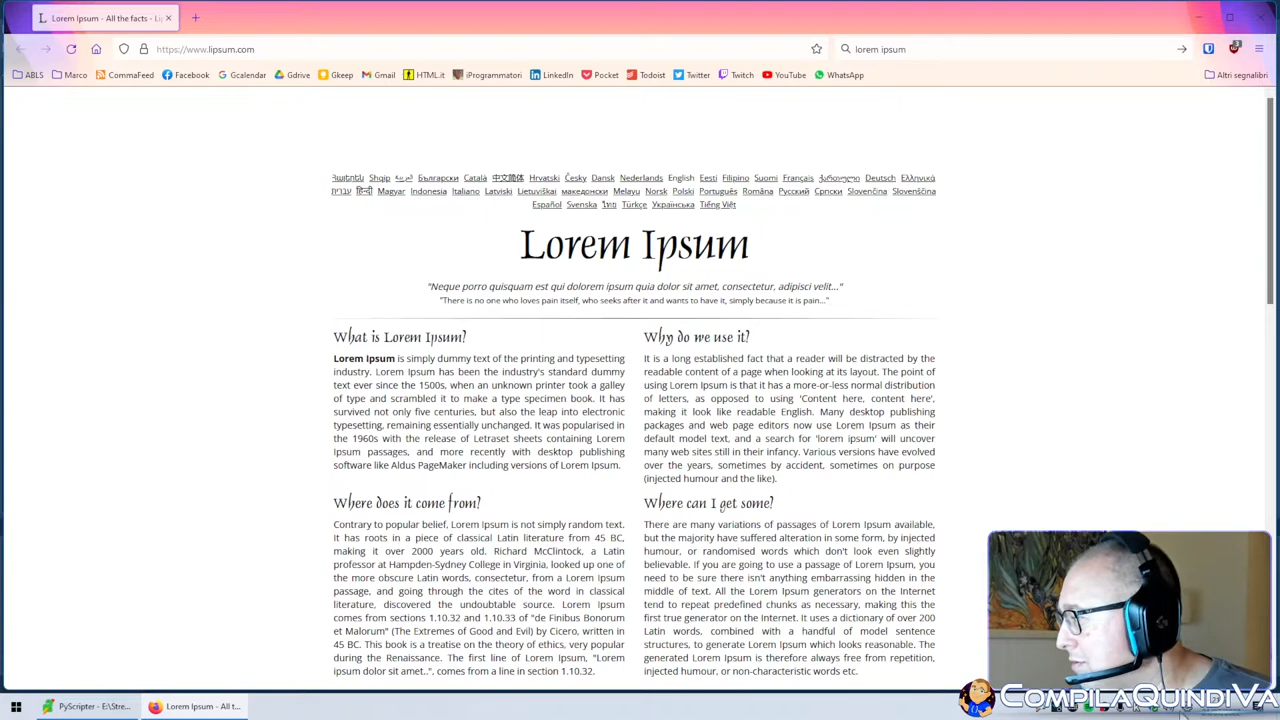 Lorem Ipsum - All the facts - Li
https://www.lipsum.com
lorem ipsum
3
ABLS Marco CommaFeed Facebook Gcalendar Gdrive Gkeep Gmail HTML.it iProgrammatori LinkedIn Pocket Todoist Twitter Twitch YouTube WhatsApp Altri segnalibri
Հայերեն Shqip العربية Български Català 中文简体 Hrvatski Česky Dansk Nederlands English Eesti Filipino Suomi Français ქართული Deutsch Ελληνικά
עברית हिन्दी Magyar Indonesia Italiano Latviski Lietuviškai македонски Melayu Norsk Polski Português Româna Русский Српски Slovenčina Slovenščina
Español Svenska ไทย Türkçe Українська Tiếng Việt
Lorem Ipsum
"Neque porro quisquam est qui dolorem ipsum quia dolor sit amet, consectetur, adipisci velit..."
"There is no one who loves pain itself, who seeks after it and wants to have it, simply because it is pain..."
What is Lorem Ipsum?
Lorem Ipsum is simply dummy text of the printing and typesetting
industry. Lorem Ipsum has been the industry's standard dummy
text ever since the 1500s, when an unknown printer took a galley
of type and scrambled it to make a type specimen book. It has
survived not only five centuries, but also the leap into electronic
typesetting, remaining essentially unchanged. It was popularised in
the 1960s with the release of Letraset sheets containing Lorem
Ipsum passages, and more recently with desktop publishing
software like Aldus PageMaker including versions of Lorem Ipsum.
Why do we use it?
It is a long established fact that a reader will be distracted by the
readable content of a page when looking at its layout. The point of
using Lorem Ipsum is that it has a more-or-less normal distribution
of letters, as opposed to using 'Content here, content here',
making it look like readable English. Many desktop publishing
packages and web page editors now use Lorem Ipsum as their
default model text, and a search for 'lorem ipsum' will uncover
many web sites still in their infancy. Various versions have evolved
over the years, sometimes by accident, sometimes on purpose
(injected humour and the like).
Where does it come from?
Contrary to popular belief, Lorem Ipsum is not simply random text.
It has roots in a piece of classical Latin literature from 45 BC,
making it over 2000 years old. Richard McClintock, a Latin
professor at Hampden-Sydney College in Virginia, looked up one of
the more obscure Latin words, consectetur, from a Lorem Ipsum
passage, and going through the cites of the word in classical
literature, discovered the undoubtable source. Lorem Ipsum
comes from sections 1.10.32 and 1.10.33 of "de Finibus Bonorum
et Malorum" (The Extremes of Good and Evil) by Cicero, written in
45 BC. This book is a treatise on the theory of ethics, very popular
during the Renaissance. The first line of Lorem Ipsum, "Lorem
ipsum dolor sit amet..", comes from a line in section 1.10.32.
Where can I get some?
There are many variations of passages of Lorem Ipsum available,
but the majority have suffered alteration in some form, by injected
humour, or randomised words which don't look even slightly
believable. If you are going to use a passage of Lorem Ipsum, you
need to be sure there isn't anything embarrassing hidden in the
middle of text. All the Lorem Ipsum generators on the Internet
tend to repeat predefined chunks as necessary, making this the
first true generator on the Internet. It uses a dictionary of over 200
Latin words, combined with a handful of model sentence
structures, to generate Lorem Ipsum which looks reasonable. The
generated Lorem Ipsum is therefore always free from repetition,
injected humour, or non-characteristic words etc.
PyScripter - E:\Stre...
Lorem Ipsum - All t...
CompilaQuindiVa